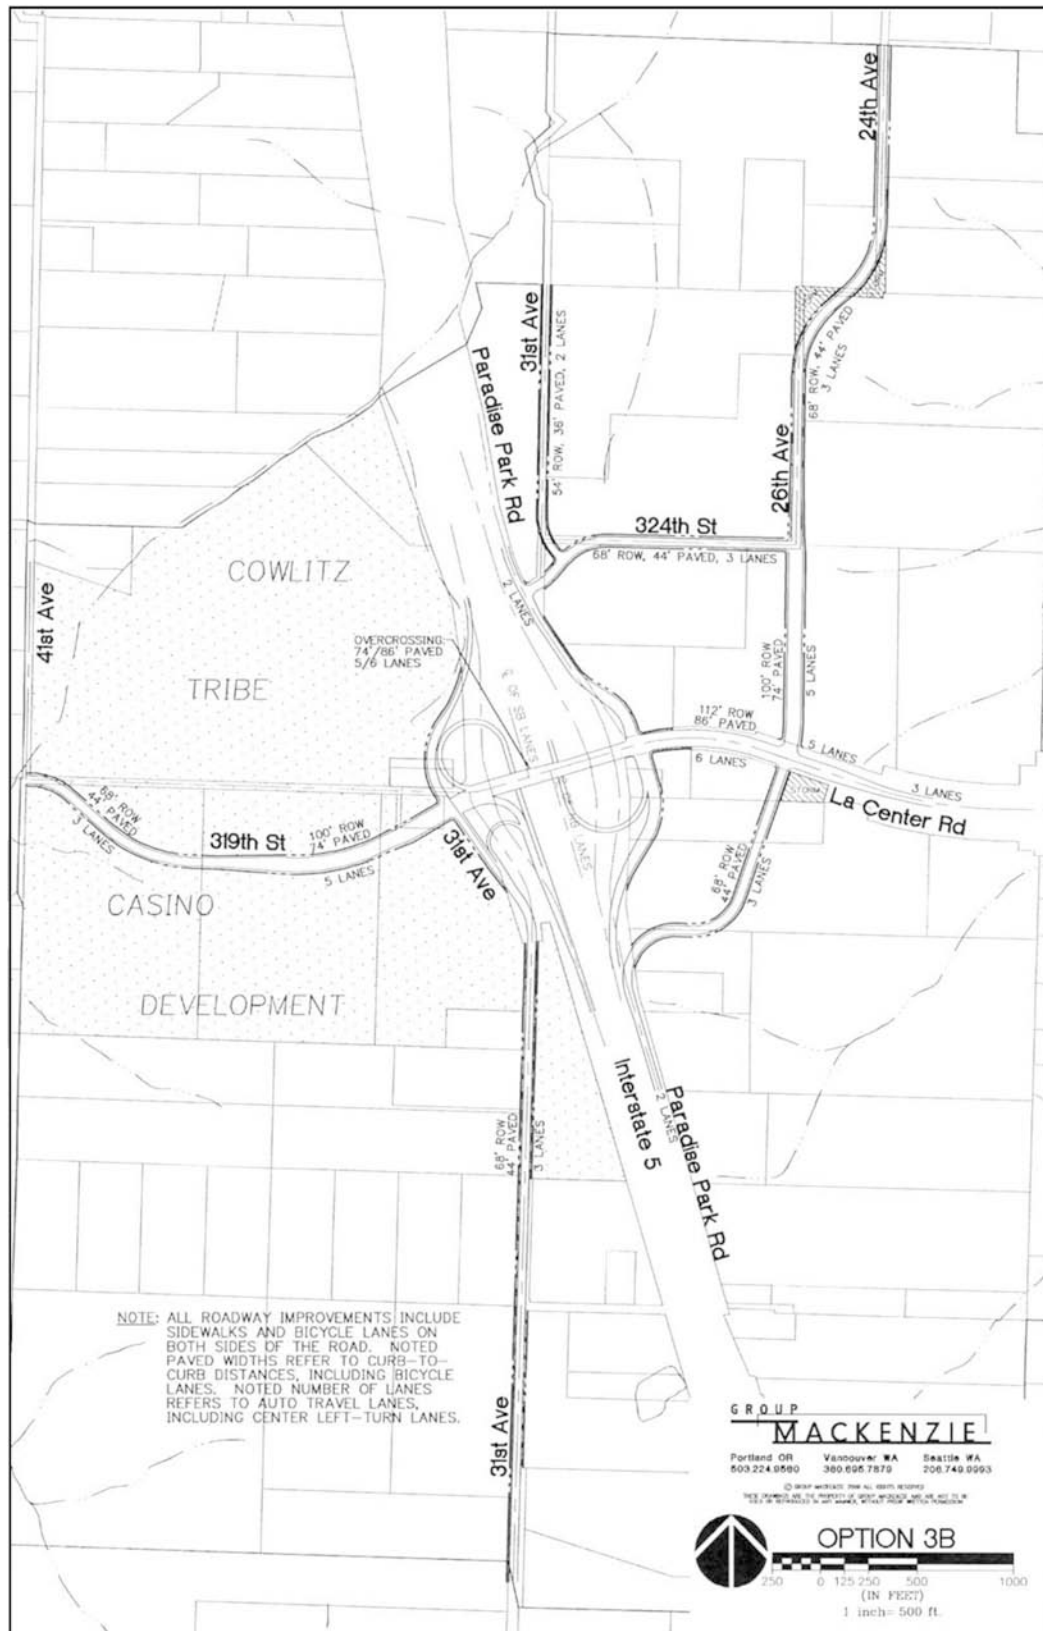 24th Ave
31st Ave
54' ROW, 36' PAVED, 2 LANES
Paradise Park Rd
68' ROW, 44' PAVED
3 LANES
26th Ave
324th St
68' ROW, 44' PAVED, 3 LANES
2 LANES
COWLITZ
41st Ave
OVERCROSSING:
74'/86' PAVED
5/6 LANES
TRIBE
℄ OF SB LANES
100' ROW
74' PAVED
5 LANES
112' ROW
86' PAVED
6 LANES
5 LANES
3 LANES
STORM
La Center Rd
68' ROW
44' PAVED
3 LANES
319th St
100' ROW
74' PAVED
5 LANES
31st Ave
68' ROW
44' PAVED
3 LANES
CASINO
DEVELOPMENT
Interstate 5
2 LANES
Paradise Park Rd
68' ROW
44' PAVED
3 LANES
NOTE: ALL ROADWAY IMPROVEMENTS INCLUDE
SIDEWALKS AND BICYCLE LANES ON
BOTH SIDES OF THE ROAD. NOTED
PAVED WIDTHS REFER TO CURB-TO-
CURB DISTANCES, INCLUDING BICYCLE
LANES. NOTED NUMBER OF LANES
REFERS TO AUTO TRAVEL LANES,
INCLUDING CENTER LEFT-TURN LANES.
31st Ave
GROUP
MACKENZIE
Portland OR Vancouver WA Seattle WA
503.224.9560 360.695.7879 206.749.9993
OPTION 3B
250 0 125 250 500 1000
(IN FEET)
1 inch= 500 ft.